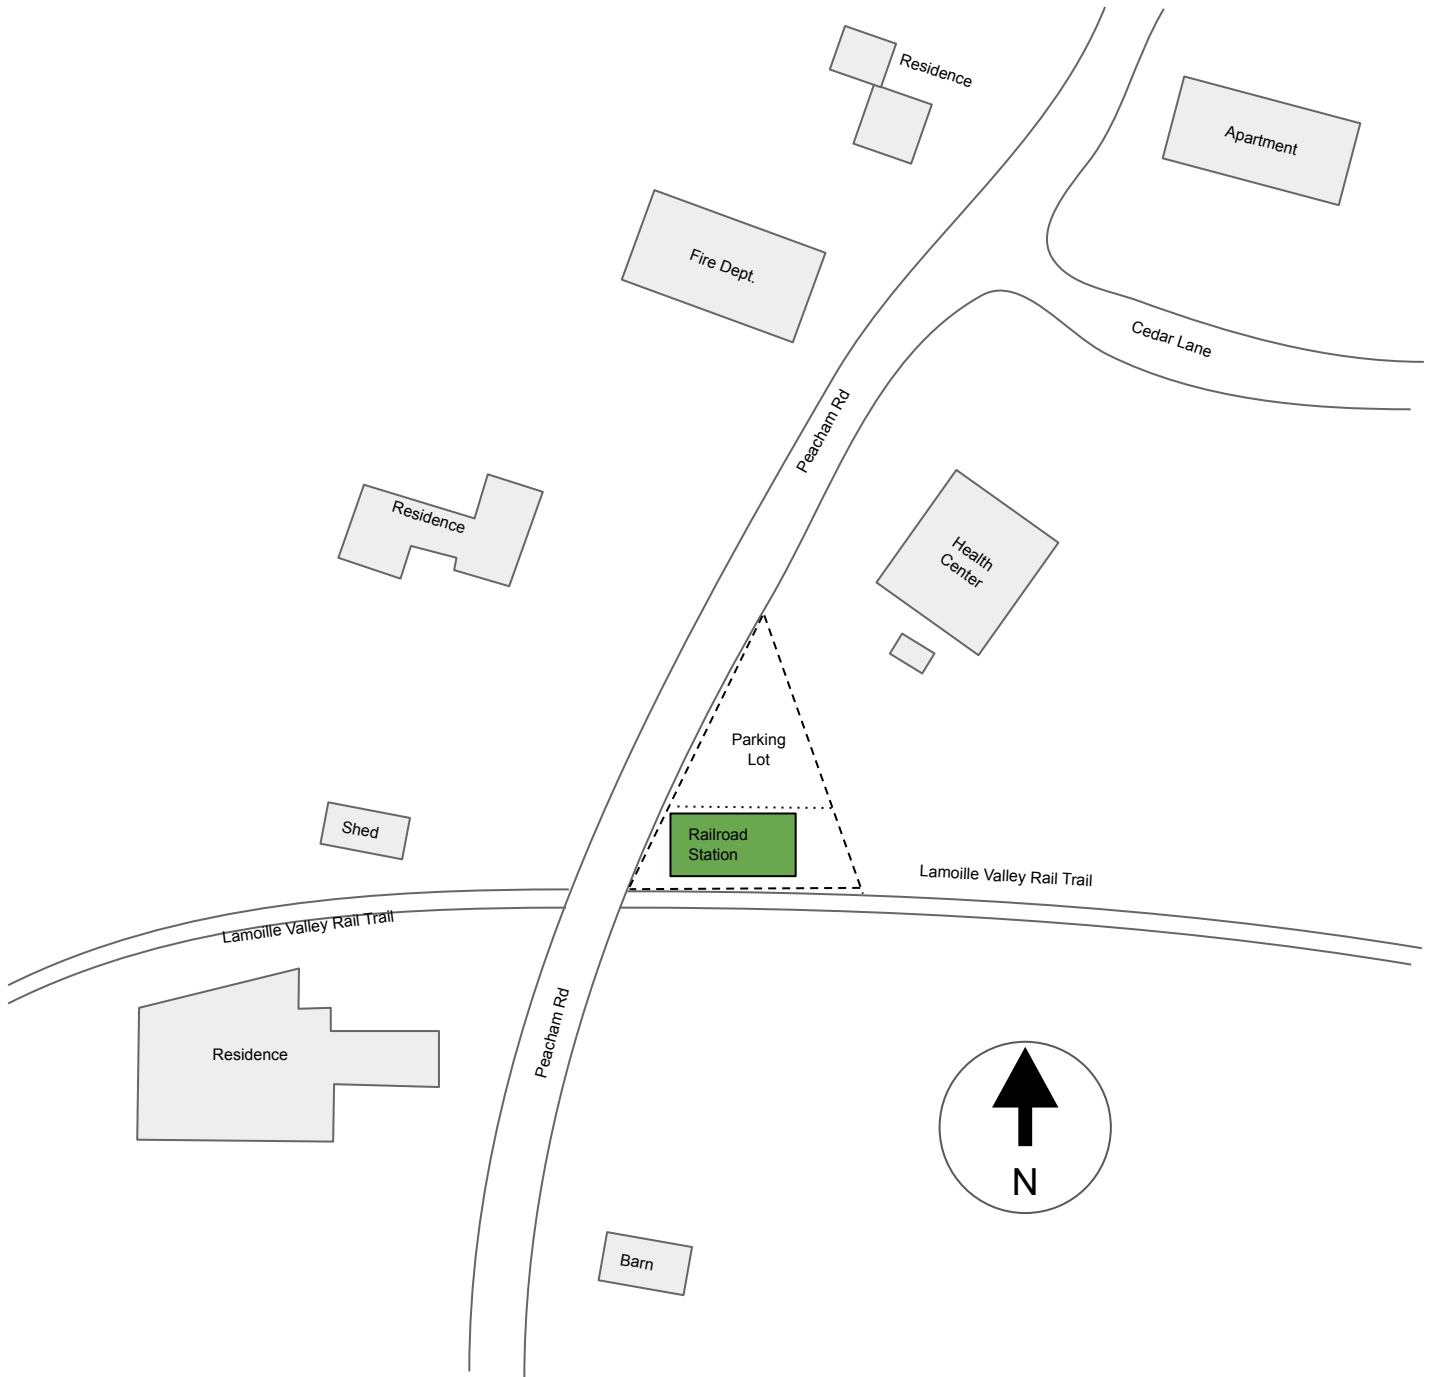 Residence
Apartment
Fire Dept.
Cedar Lane
Peacham Rd
Residence
Health
Center
Parking
Lot
Shed
Railroad
Station
Lamoille Valley Rail Trail
Lamoille Valley Rail Trail
Residence
Peacham Rd
N
Barn